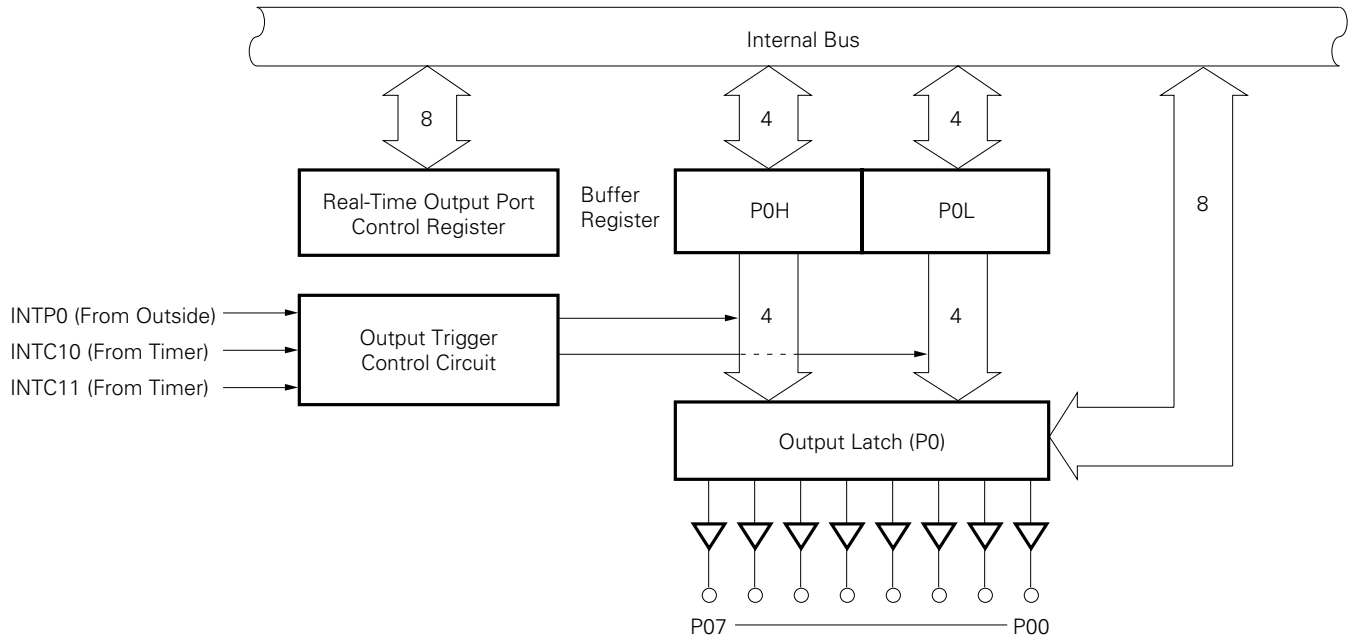 Internal Bus
8
4
4
8
Real-Time Output Port
Control Register
Buffer
Register
P0H
P0L
INTP0 (From Outside)
INTC10 (From Timer)
INTC11 (From Timer)
Output Trigger
Control Circuit
4
4
Output Latch (P0)
P07
P00